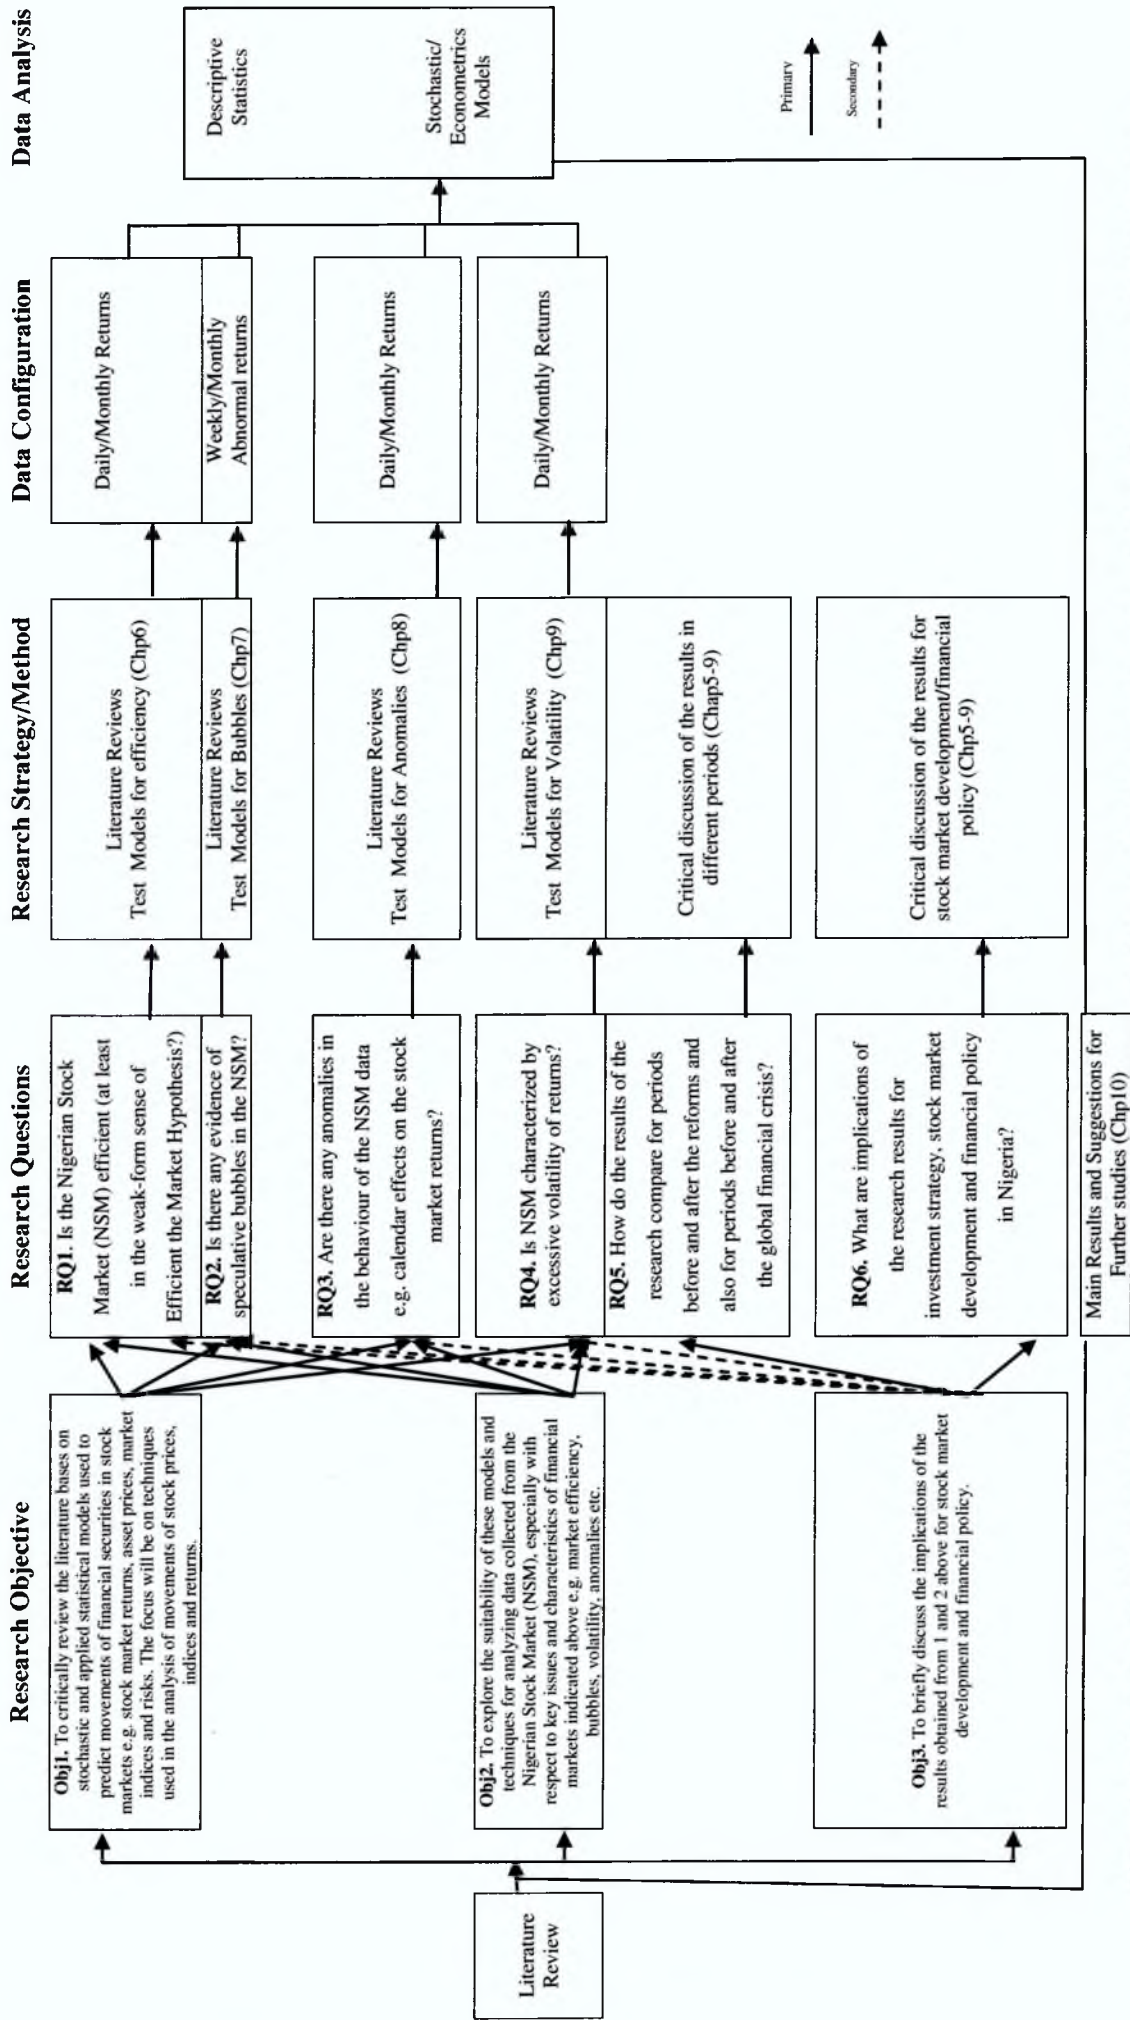 Research Objective
Research Questions
Research Strategy/Method
Data Configuration
Data Analysis
Literature
Review
Obj1. To critically review the literature bases on
stochastic and applied statistical models used to
predict movements of financial securities in stock
markets e.g. stock market returns, asset prices, market
indices and risks. The focus will be on techniques
used in the analysis of movements of stock prices,
indices and returns.
Obj2. To explore the suitability of these models and
techniques for analyzing data collected from the
Nigerian Stock Market (NSM), especially with
respect to key issues and characteristics of financial
markets indicated above e.g. market efficiency,
bubbles, volatility, anomalies etc.
Obj3. To briefly discuss the implications of the
results obtained from 1 and 2 above for stock market
development and financial policy.
RQ1. Is the Nigerian Stock
Market (NSM) efficient (at least
in the weak-form sense of
Efficient the Market Hypothesis?)
RQ2. Is there any evidence of
speculative bubbles in the NSM?
RQ3. Are there any anomalies in
the behaviour of the NSM data
e.g. calendar effects on the stock
market returns?
RQ4. Is NSM characterized by
excessive volatility of returns?
RQ5. How do the results of the
research compare for periods
before and after the reforms and
also for periods before and after
the global financial crisis?
RQ6. What are implications of
the research results for
investment strategy, stock market
development and financial policy
in Nigeria?
Main Results and Suggestions for
Further studies (Chp10)
Literature Reviews
Test Models for efficiency (Chp6)
Literature Reviews
Test Models for Bubbles (Chp7)
Literature Reviews
Test Models for Anomalies (Chp8)
Literature Reviews
Test Models for Volatility (Chp9)
Critical discussion of the results in
different periods (Chap5-9)
Critical discussion of the results for
stock market development/financial
policy (Chp5-9)
Daily/Monthly Returns
Weekly/Monthly
Abnormal returns
Daily/Monthly Returns
Daily/Monthly Returns
Descriptive
Statistics
Stochastic/
Econometrics
Models
Primary
Secondary